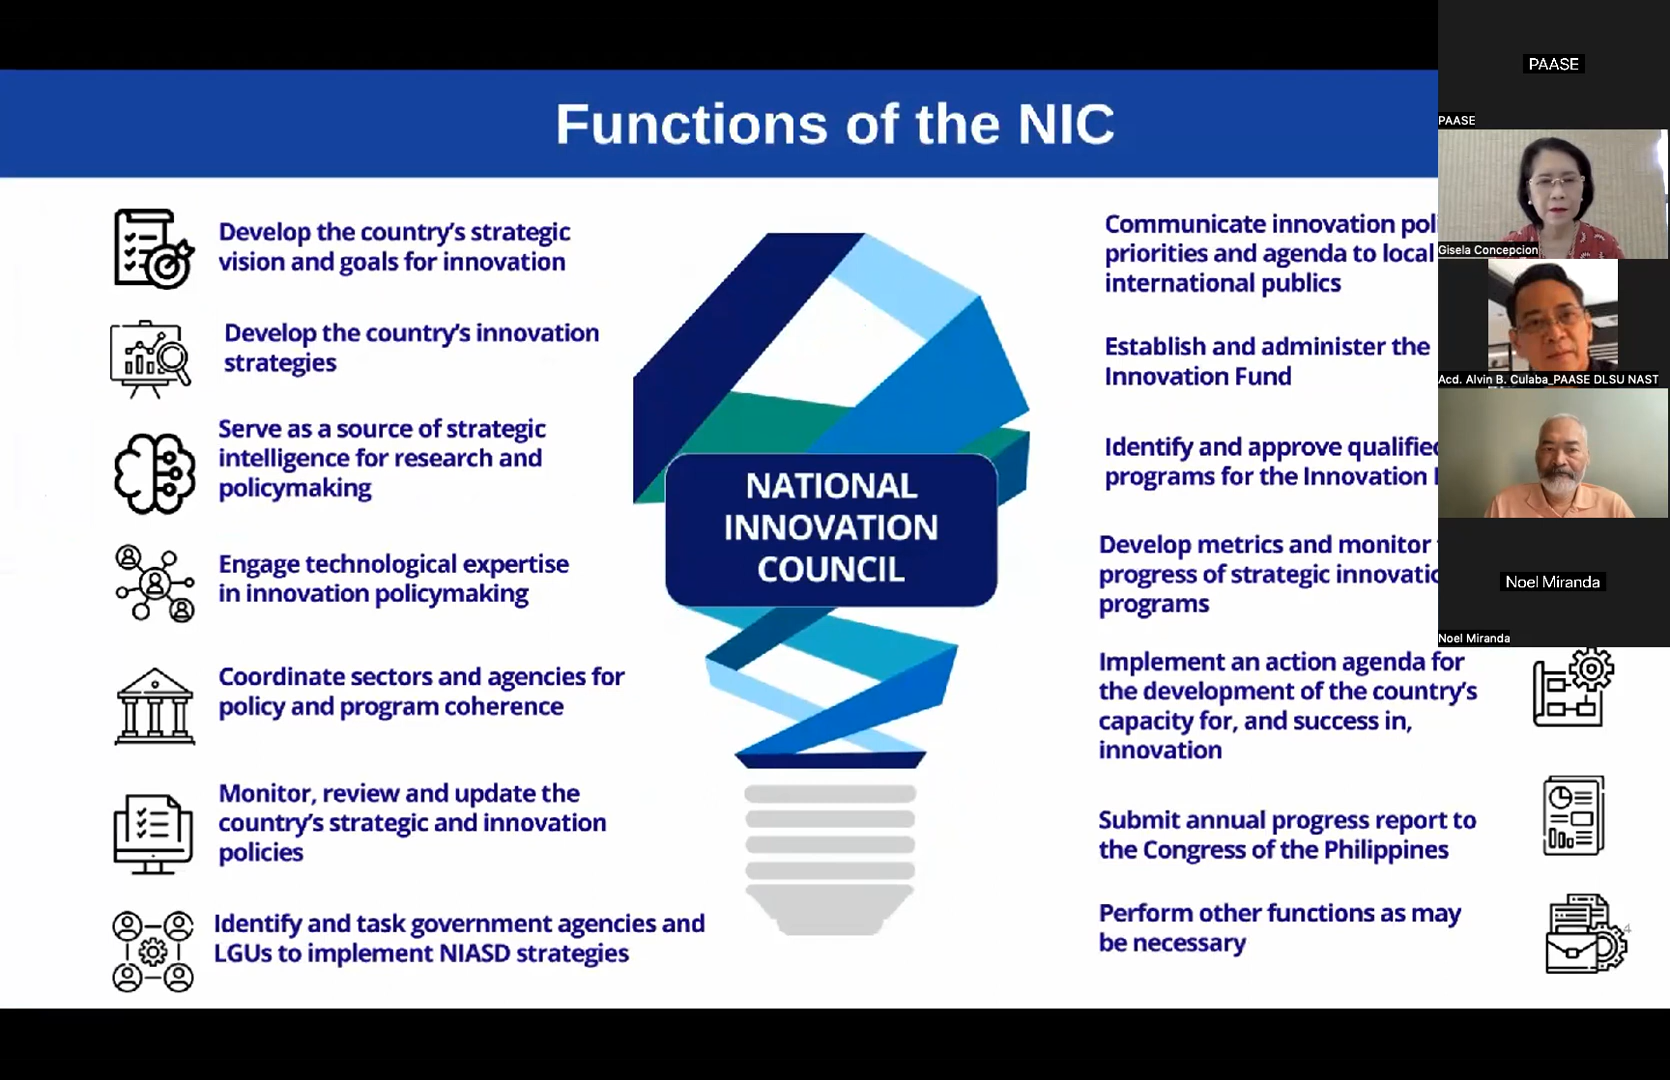 Functions of the NIC
Develop the country's strategic
vision and goals for innovation
Develop the country's innovation
strategies
Serve as a source of strategic
intelligence for research and
policymaking
Engage technological expertise
in innovation policymaking
Coordinate sectors and agencies for
policy and program coherence
Monitor, review and update the
country's strategic and innovation
policies
Identify and task government agencies and
LGUs to implement NIASD strategies
NATIONAL
INNOVATION
COUNCIL
Communicate innovation
priorities and agenda to local
international publics
Establish and administer the
Innovation Fund
Identify and approve
programs for the Innovation
Develop metrics and monitor
progress of strategic
programs
Implement an action agenda for
the development of the country's
capacity for, and success in,
innovation
Submit annual progress report to
the Congress of the Philippines
Perform other functions as may
be necessary
4
PAASE
PAASE
Gisela Concepcion
Acd. Alvin B. Culaba_PAASE DLSU NAST
Noel Miranda
Noel Miranda